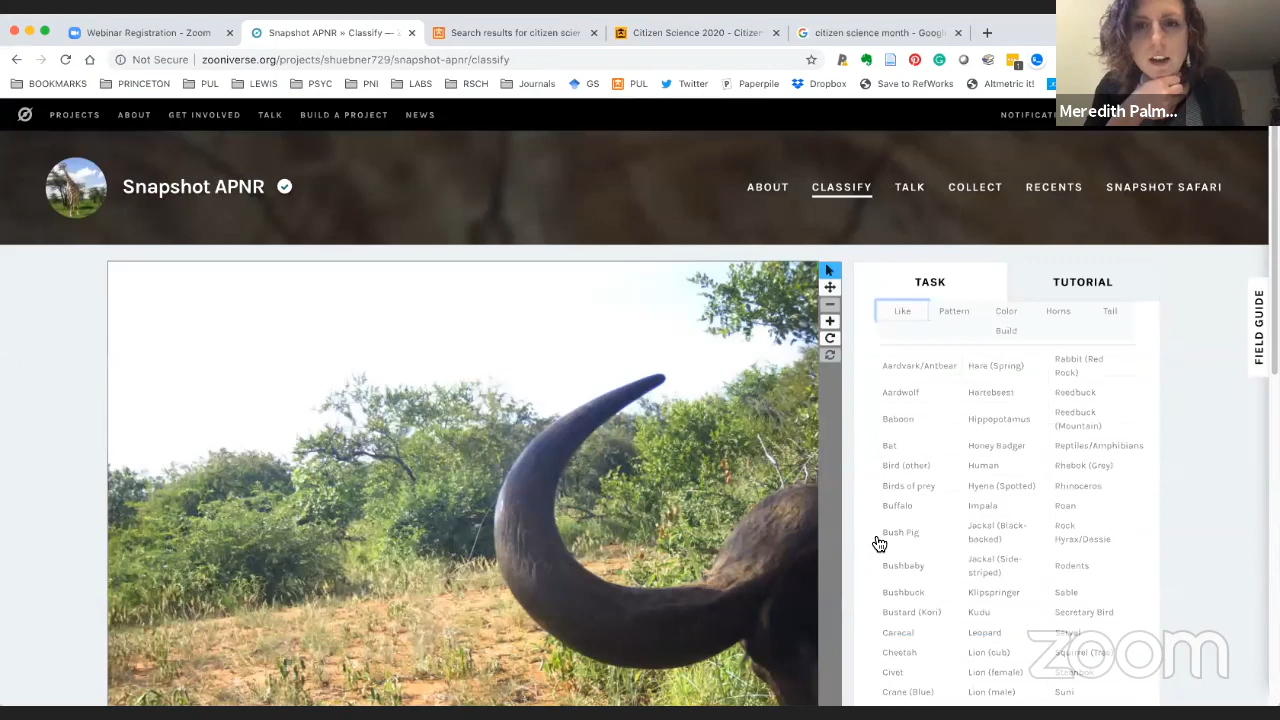 Webinar Registration - Zoom
Snapshot APNR » Classify —
Search results for citizen scien
Citizen Science 2020 - Citizen
citizen science month - Google
Not Secure
zooniverse.org/projects/shuebner729/snapshot-apnr/classify
BOOKMARKS
PRINCETON
PUL
LEWIS
PNI
LABS
RSCH
Journals
GS
PUL
Twitter
Paperpile
Dropbox
Save to RefWorks
Altmetric it!
Meredith Palm...
PROJECTS
ABOUT
GET INVOLVED
TALK
BUILD A PROJECT
NEWS
NOTIFICAT
Snapshot APNR
ABOUT
CLASSIFY
TALK
COLLECT
RECENTS
SNAPSHOT SAFARI
TASK
TUTORIAL
FIELD GUIDE
Like
Pattern
Color
Horns
Tail
Build
Aardvark/Antbear
Aardwolf
Baboon
Bat
Bird (other)
Birds of prey
Buffalo
Bush Pig
Bushbaby
Bushbuck
Bustard (Kori)
Caracal
Cheetah
Civet
Crane (Blue)
Hare (Spring)
Hartebeest
Hippopotamus
Honey Badger
Human
Hyena (Spotted)
Impala
Jackal (Black-
backed)
Jackal (Side-
striped)
Klipspringer
Kudu
Leopard
Lion (cub)
Lion (female)
Lion (male)
Rabbit (Red
Rock)
Reedbuck
Reedbuck
(Mountain)
Reptiles/Amphibians
Rhebok (Grey)
Rhinoceros
Roan
Rock
Hyrax/Dassie
Rodents
Sable
Secretary Bird
Serval
Squirrel (Tree)
Steenbok
Suni
zoom